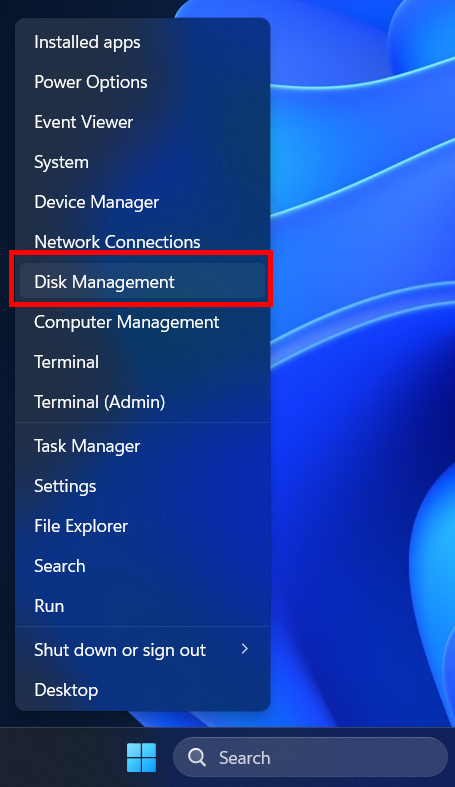 Installed apps
Power Options
Event Viewer
System
Device Manager
Network Connections
Disk Management
Computer Management
Terminal
Terminal (Admin)
Task Manager
Settings
File Explorer
Search
Run
Shut down or sign out
Desktop
Search